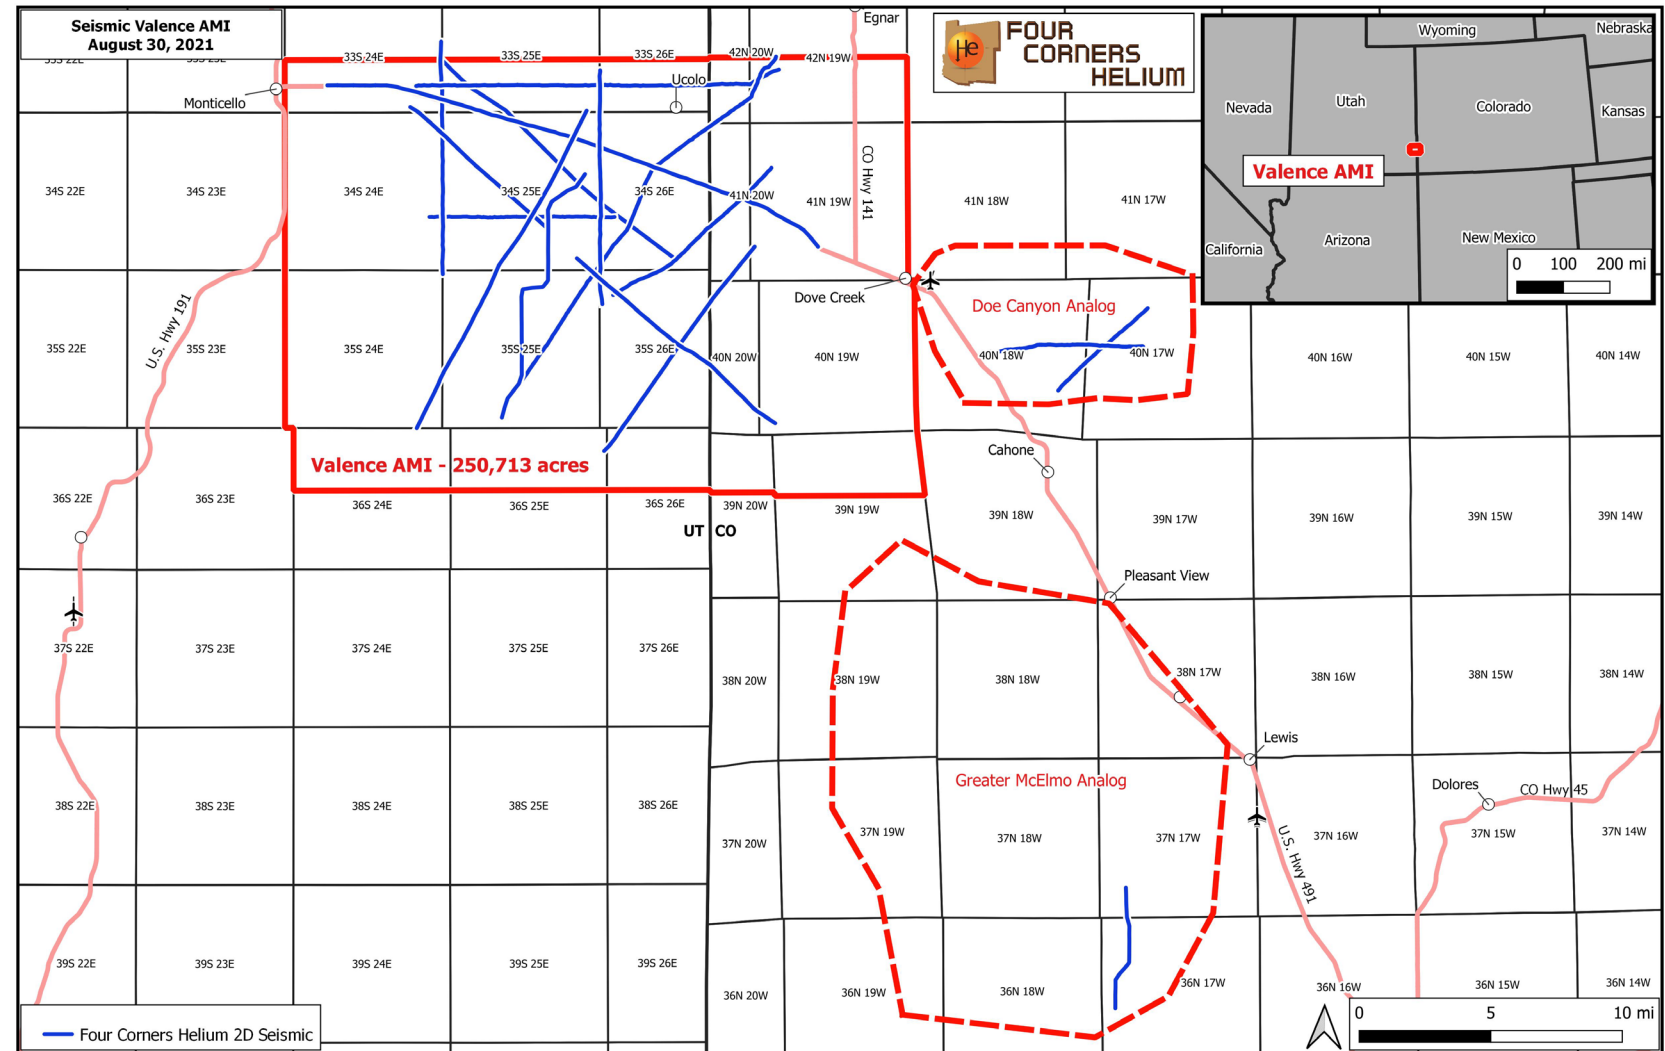 Seismic Valence AMI
August 30, 2021
Egnar
He
FOUR
CORNERS
HELIUM
33S 22E
33S 23E
33S 24E
33S 25E
33S 26E
42N 20W
42N 19W
Monticello
Ucolo
CO Hwy 141
34S 22E
34S 23E
34S 24E
34S 25E
34S 26E
41N 20W
41N 19W
41N 18W
41N 17W
Wyoming
Nebraska
Nevada
Utah
Colorado
Kansas
Valence AMI
California
Arizona
New Mexico
0 100 200 mi
Dove Creek
Doe Canyon Analog
U.S. Hwy 191
35S 22E
35S 23E
35S 24E
35S 25E
35S 26E
40N 20W
40N 19W
40N 18W
40N 17W
40N 16W
40N 15W
40N 14W
Cahone
Valence AMI - 250,713 acres
36S 22E
36S 23E
36S 24E
36S 25E
36S 26E
39N 20W
39N 19W
39N 18W
39N 17W
39N 16W
39N 15W
39N 14W
UT CO
Pleasant View
37S 22E
37S 23E
37S 24E
37S 25E
37S 26E
38N 20W
38N 19W
38N 18W
38N 17W
38N 16W
38N 15W
38N 14W
Lewis
Greater McElmo Analog
Dolores
CO Hwy 45
38S 22E
38S 23E
38S 24E
38S 25E
38S 26E
37N 20W
37N 19W
37N 18W
37N 17W
37N 16W
37N 15W
37N 14W
U.S. Hwy 491
39S 22E
39S 23E
39S 24E
39S 25E
39S 26E
36N 20W
36N 19W
36N 18W
36N 17W
36N 16W
36N 15W
36N 14W
Four Corners Helium 2D Seismic
0 5 10 mi